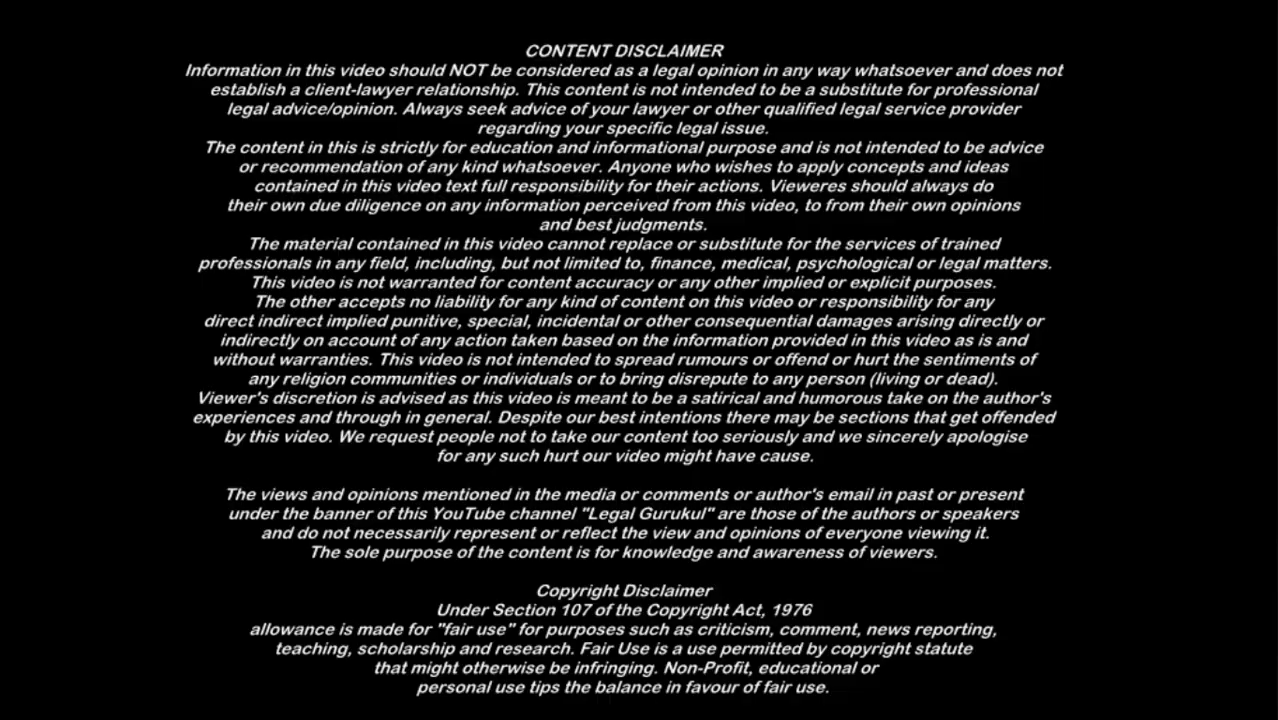 CONTENT DISCLAIMER
Information in this video should NOT be considered as a legal opinion in any way whatsoever and does not
establish a client-lawyer relationship. This content is not intended to be a substitute for professional
legal advice/opinion. Always seek advice of your lawyer or other qualified legal service provider
regarding your specific legal issue.
The content in this is strictly for education and informational purpose and is not intended to be advice
or recommendation of any kind whatsoever. Anyone who wishes to apply concepts and ideas
contained in this video text full responsibility for their actions. Vieweres should always do
their own due diligence on any information perceived from this video, to from their own opinions
and best judgments.
The material contained in this video cannot replace or substitute for the services of trained
professionals in any field, including, but not limited to, finance, medical, psychological or legal matters.
This video is not warranted for content accuracy or any other implied or explicit purposes.
The other accepts no liability for any kind of content on this video or responsibility for any
direct indirect implied punitive, special, incidental or other consequential damages arising directly or
indirectly on account of any action taken based on the information provided in this video as is and
without warranties. This video is not intended to spread rumours or offend or hurt the sentiments of
any religion communities or individuals or to bring disrepute to any person (living or dead).
Viewer's discretion is advised as this video is meant to be a satirical and humorous take on the author's
experiences and through in general. Despite our best intentions there may be sections that get offended
by this video. We request people not to take our content too seriously and we sincerely apologise
for any such hurt our video might have cause.
The views and opinions mentioned in the media or comments or author's email in past or present
under the banner of this YouTube channel "Legal Gurukul" are those of the authors or speakers
and do not necessarily represent or reflect the view and opinions of everyone viewing it.
The sole purpose of the content is for knowledge and awareness of viewers.
Copyright Disclaimer
Under Section 107 of the Copyright Act, 1976
allowance is made for "fair use" for purposes such as criticism, comment, news reporting,
teaching, scholarship and research. Fair Use is a use permitted by copyright statute
that might otherwise be infringing. Non-Profit, educational or
personal use tips the balance in favour of fair use.